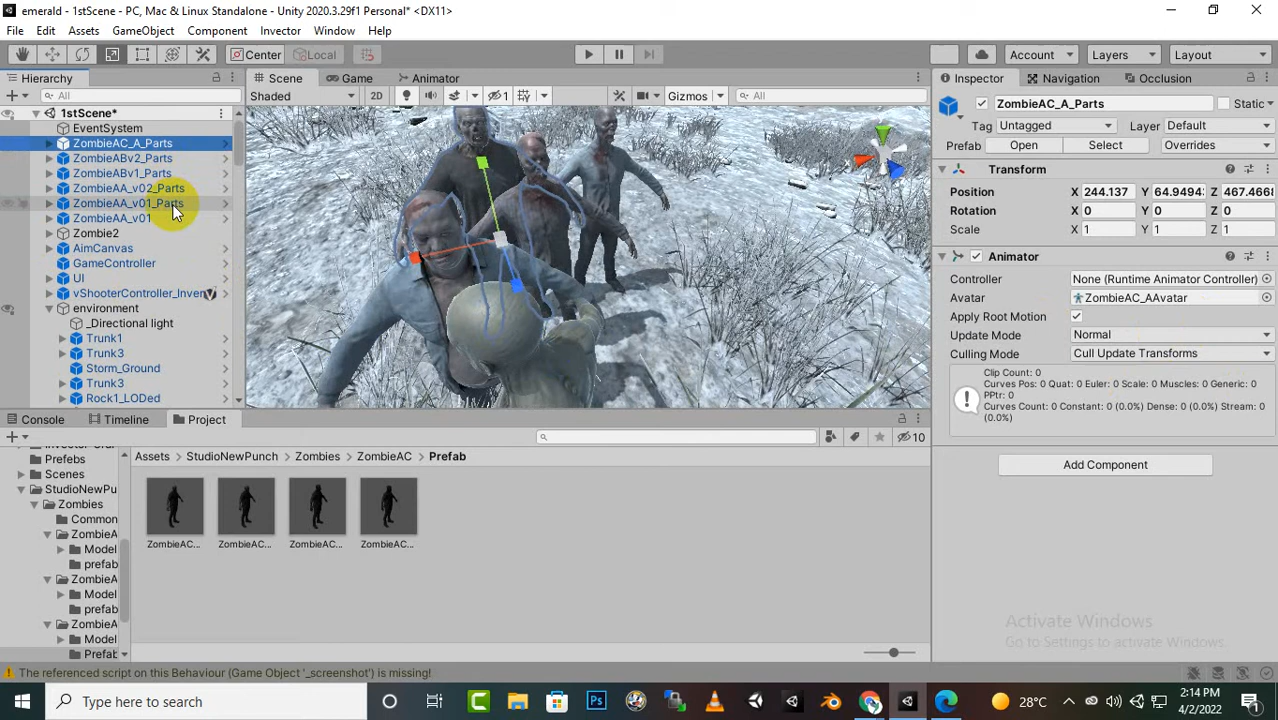 emerald - 1stScene - PC, Mac & Linux Standalone - Unity 2020.3.29f1 Personal* <DX11>
File Edit Assets GameObject Component Invector Window Help
Center Local Account Layers Layout
Hierarchy Scene Game Animator Inspector Navigation Occlusion
All
Shaded 2D 1 Gizmos All
1stScene*
EventSystem
ZombieAC_A_Parts
ZombieABv2_Parts
ZombieABv1_Parts
ZombieAA_v02_Parts
ZombieAA_v01_Parts
ZombieAA_v01
Zombie2
AimCanvas
GameController
UI
vShooterController_Inven
environment
_Directional light
Trunk1
Trunk3
Storm_Ground
Trunk3
Rock1_LODed
ZombieAC_A_Parts Static
Tag Untagged Layer Default
Prefab Open Select Overrides
Transform
Position X 244.137 Y 64.9494 Z 467.4668
Rotation X 0 Y 0 Z 0
Scale X 1 Y 1 Z 1
Animator
Controller None (Runtime Animator Controller)
Avatar ZombieAC_AAvatar
Apply Root Motion
Update Mode Normal
Culling Mode Cull Update Transforms
Clip Count: 0
Curves Pos: 0 Quat: 0 Euler: 0 Scale: 0 Muscles: 0 Generic: 0
PPtr: 0
Curves Count: 0 Constant: 0 (0.0%) Dense: 0 (0.0%) Stream: 0
(0.0%)
Add Component
Console Timeline Project
10
Prefebs
Scenes
StudioNewPu
Zombies
Common
ZombieA
Model
prefab
ZombieA
Model
prefab
ZombieA
Model
Prefab
Assets StudioNewPunch Zombies ZombieAC Prefab
ZombieAC... ZombieAC... ZombieAC... ZombieAC...
Activate Windows
Go to Settings to activate Windows.
The referenced script on this Behaviour (Game Object '_screenshot') is missing!
Type here to search
28°C
2:14 PM
4/2/2022